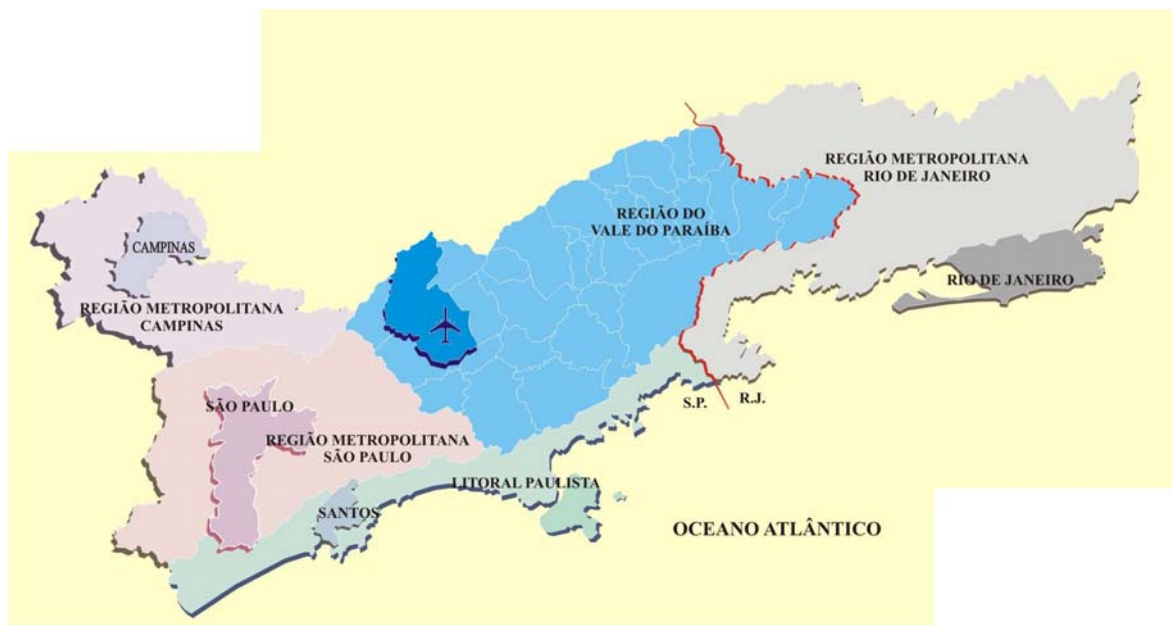 REGIÃO METROPOLITANA
RIO DE JANEIRO
REGIÃO DO
VALE DO PARAÍBA
CAMPINAS
RIO DE JANEIRO
REGIÃO METROPOLITANA
CAMPINAS
S.P.
R.J.
SÃO PAULO
REGIÃO METROPOLITANA
SÃO PAULO
LITORAL PAULISTA
SANTOS
OCEANO ATLÂNTICO